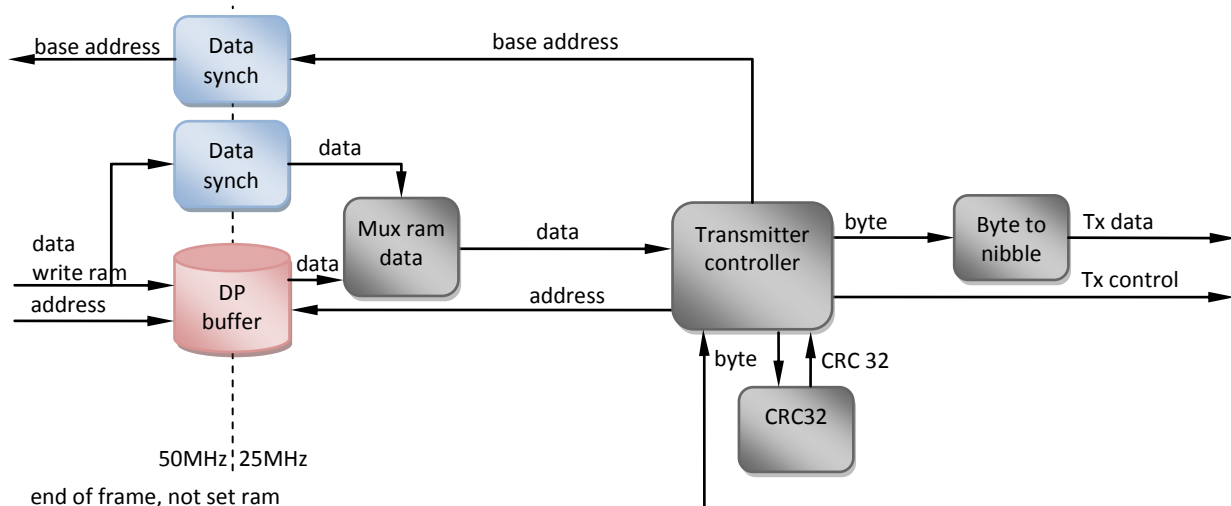 base address
Data
synch
base address
Data
synch
data
Mux ram
data
data
Transmitter
controller
byte
Byte to
nibble
Tx data
data
write ram
address
DP
buffer
data
address
Tx control
byte
CRC 32
CRC32
50MHz
25MHz
end of frame, not set ram